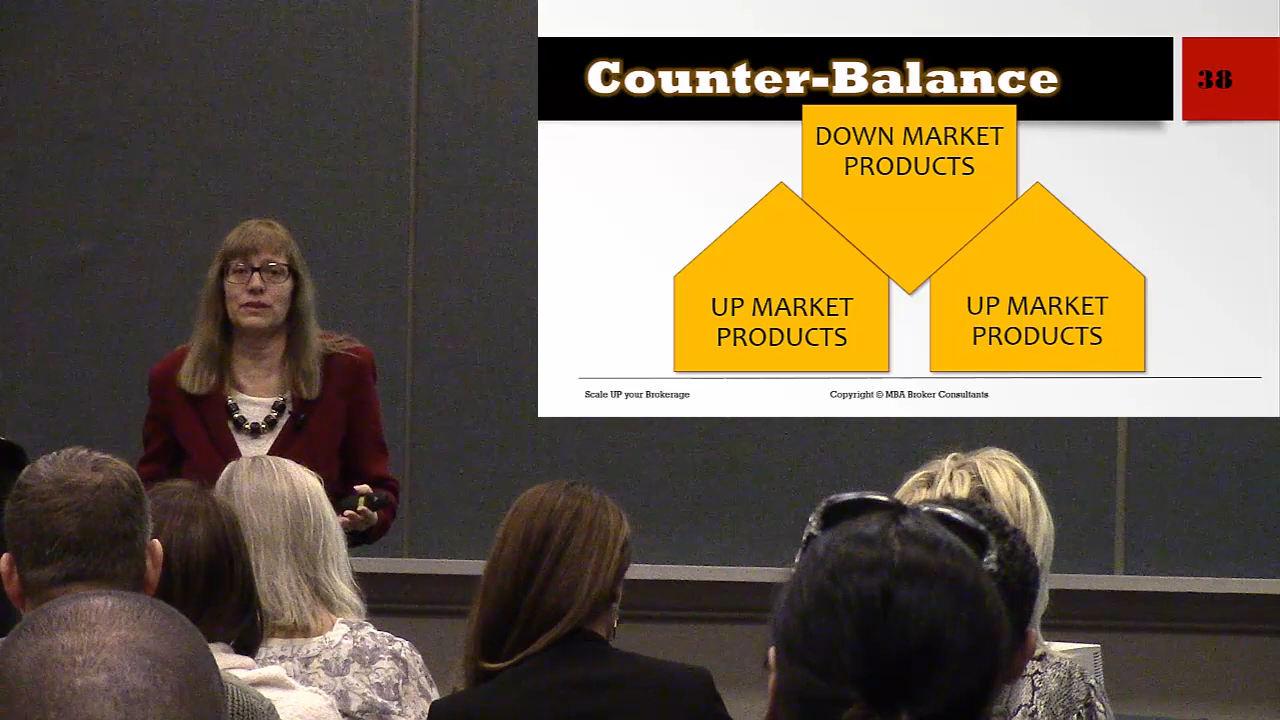 Counter-Balance
38
DOWN MARKET
PRODUCTS
UP MARKET
PRODUCTS
UP MARKET
PRODUCTS
Scale UP your Brokerage
Copyright © MBA Broker Consultants